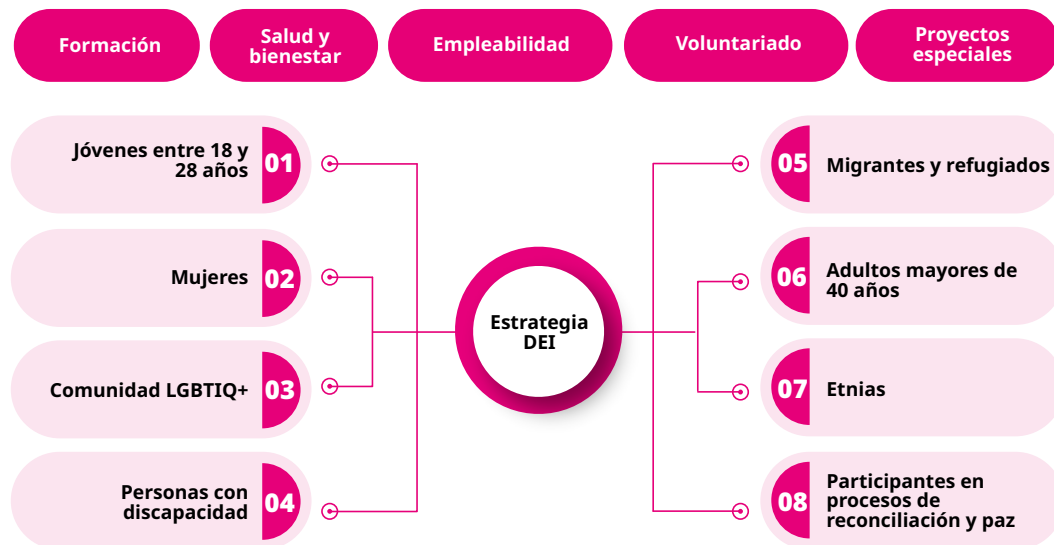 Formación
Salud y
bienestar
Empleabilidad
Voluntariado
Proyectos
especiales
Jóvenes entre 18 y
28 años
01
Mujeres
02
Comunidad LGBTIQ+
03
Personas con
discapacidad
04
Estrategia
DEI
05
Migrantes y refugiados
06
Adultos mayores de
40 años
07
Etnias
08
Participantes en
procesos de
reconciliación y paz